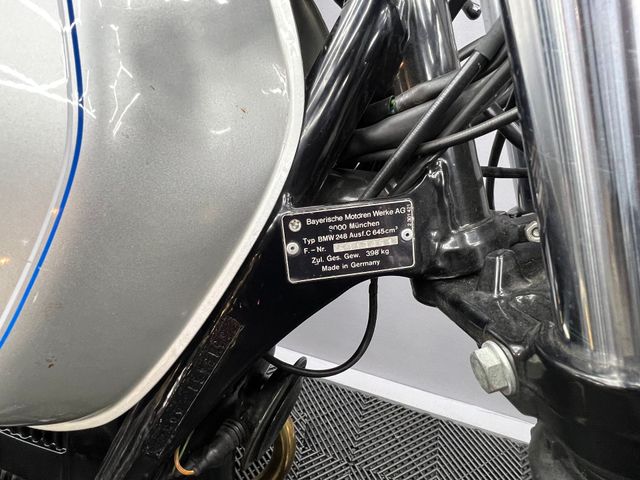 Bayerische Motoren Werke AG
8000 München
Typ BMW 248 Ausf.C 645cm³
F.-Nr.
Zul. Ges. Gew. 398 kg
Made in Germany